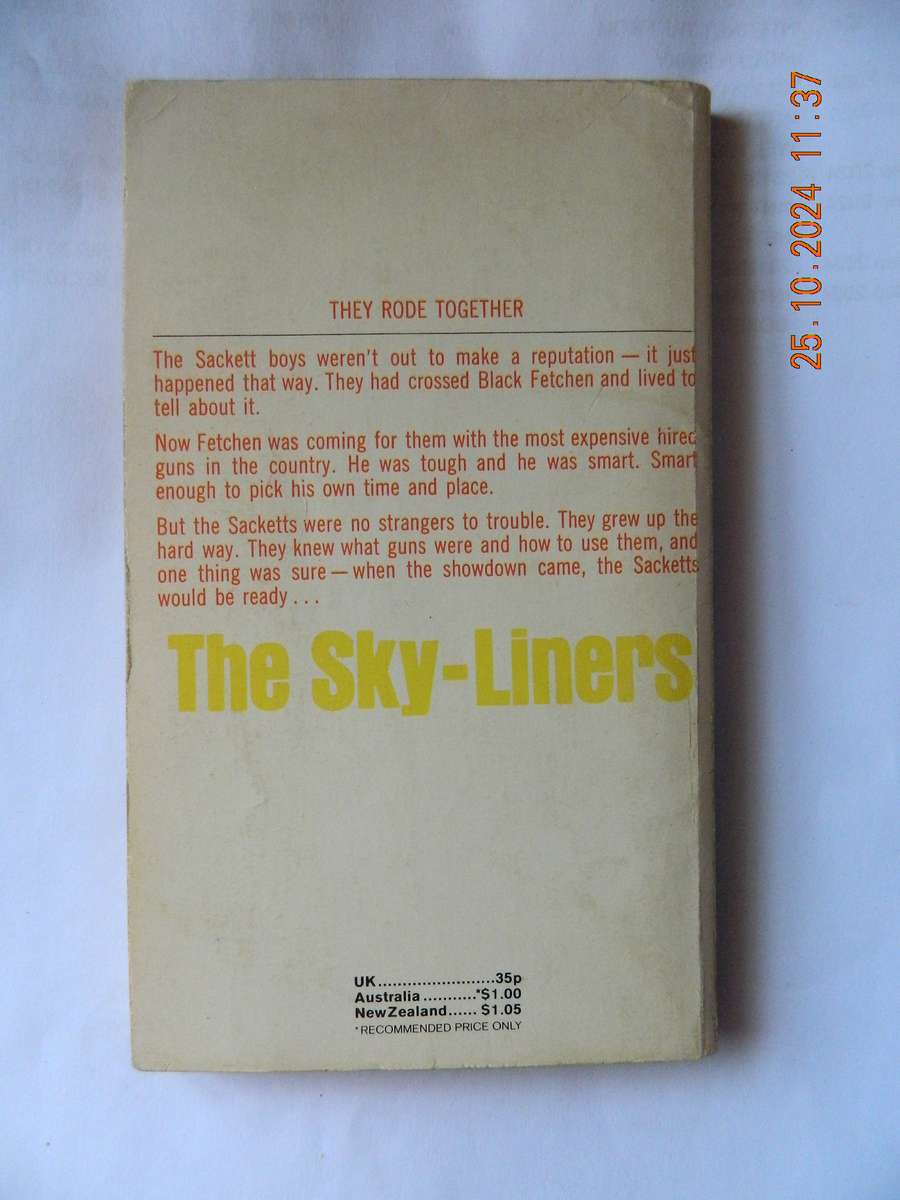 THEY RODE TOGETHER
The Sackett boys weren't out to make a reputation — it just
happened that way. They had crossed Black Fetchen and lived to
tell about it.
Now Fetchen was coming for them with the most expensive hired
guns in the country. He was tough and he was smart. Smart
enough to pick his own time and place.
But the Sacketts were no strangers to trouble. They grew up the
hard way. They knew what guns were and how to use them, and
one thing was sure — when the showdown came, the Sacketts
would be ready . . .
The Sky-Liners
UK........................35p
Australia ...........*$1.00
New Zealand...... $1.05
*RECOMMENDED PRICE ONLY
25.10.2024 11:37